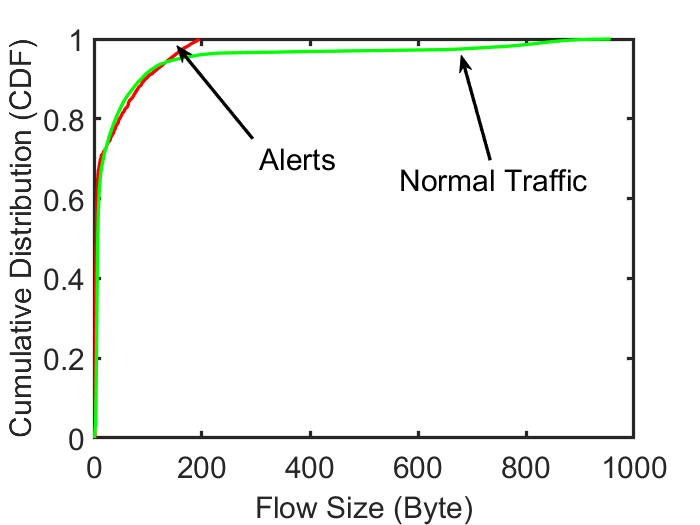 Cumulative Distribution (CDF)
1
0.8
0.6
0.4
0.2
0
Alerts
Normal Traffic
0 200 400 600 800 1000
Flow Size (Byte)